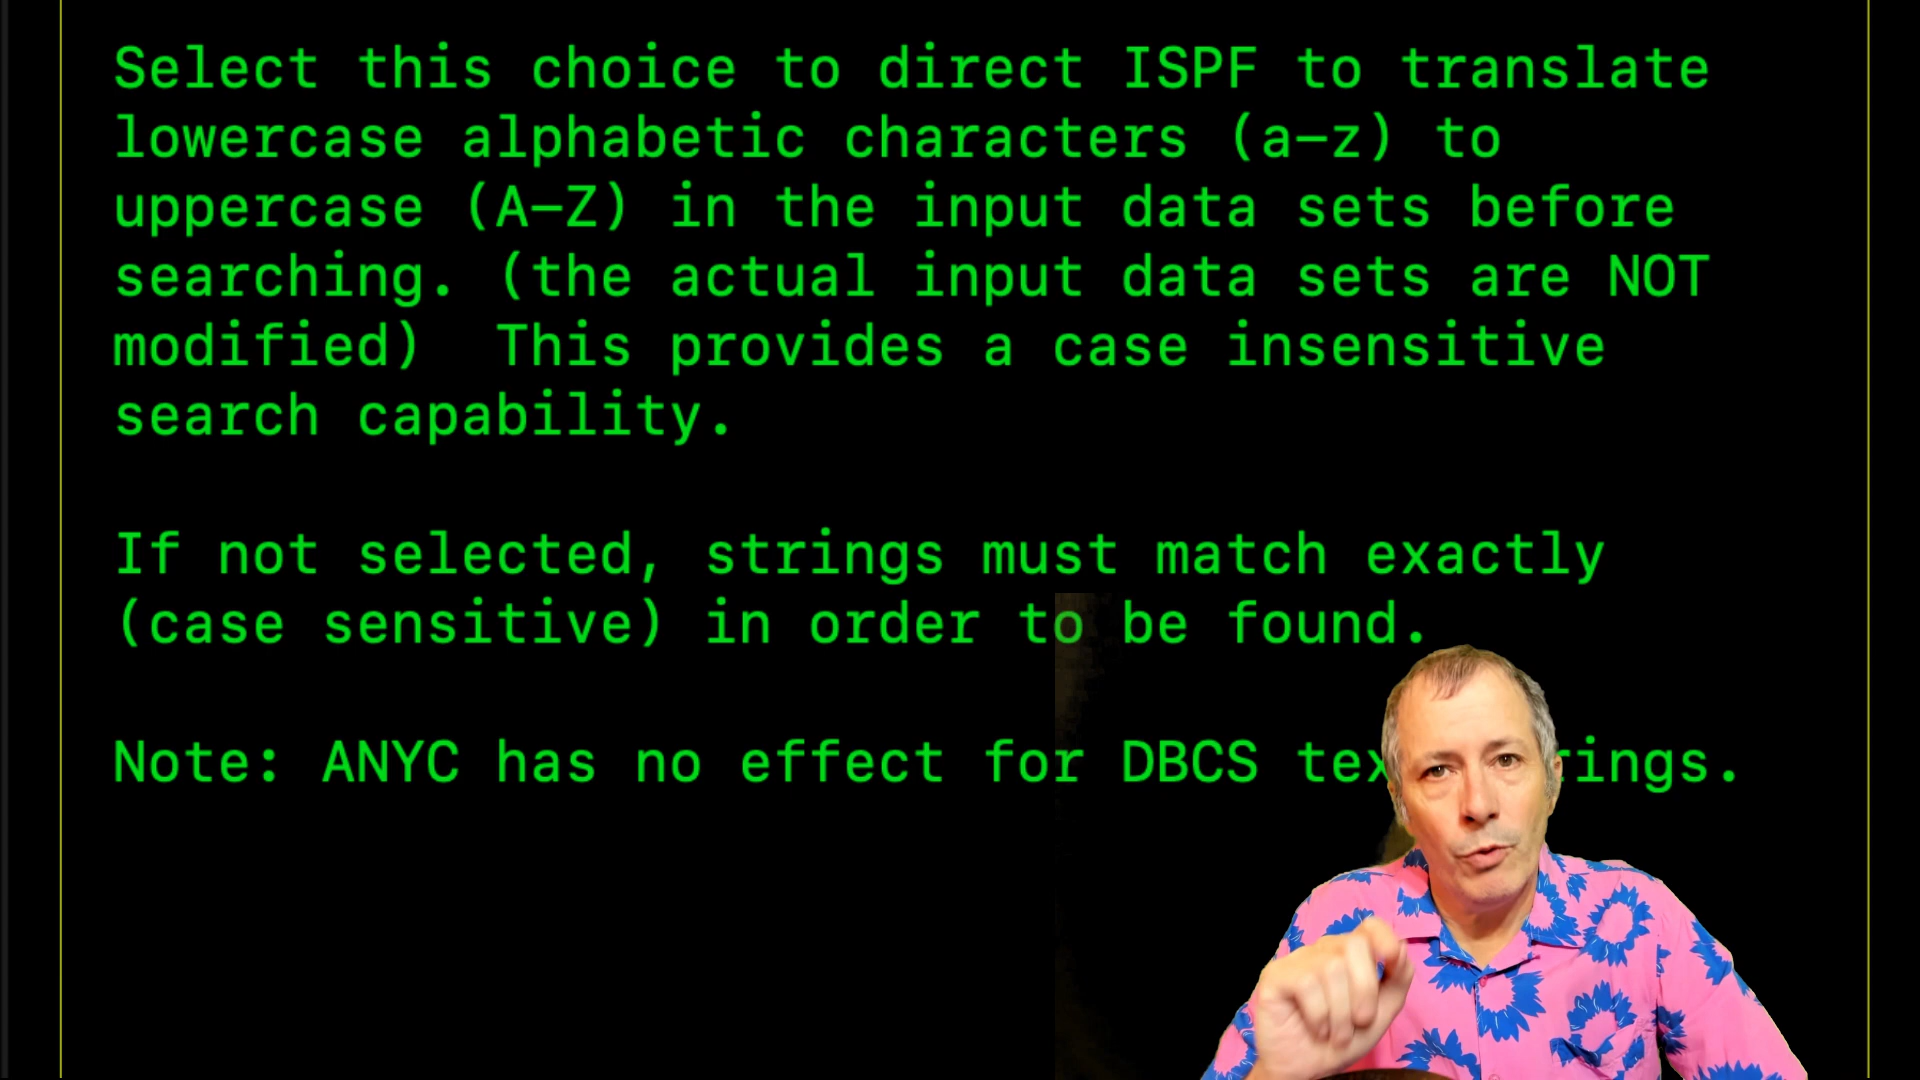 Select this choice to direct ISPF to translate
lowercase alphabetic characters (a-z) to
uppercase (A-Z) in the input data sets before
searching. (the actual input data sets are NOT
modified)  This provides a case insensitive
search capability.
If not selected, strings must match exactly
(case sensitive) in order to be found.
Note: ANYC has no effect for DBCS